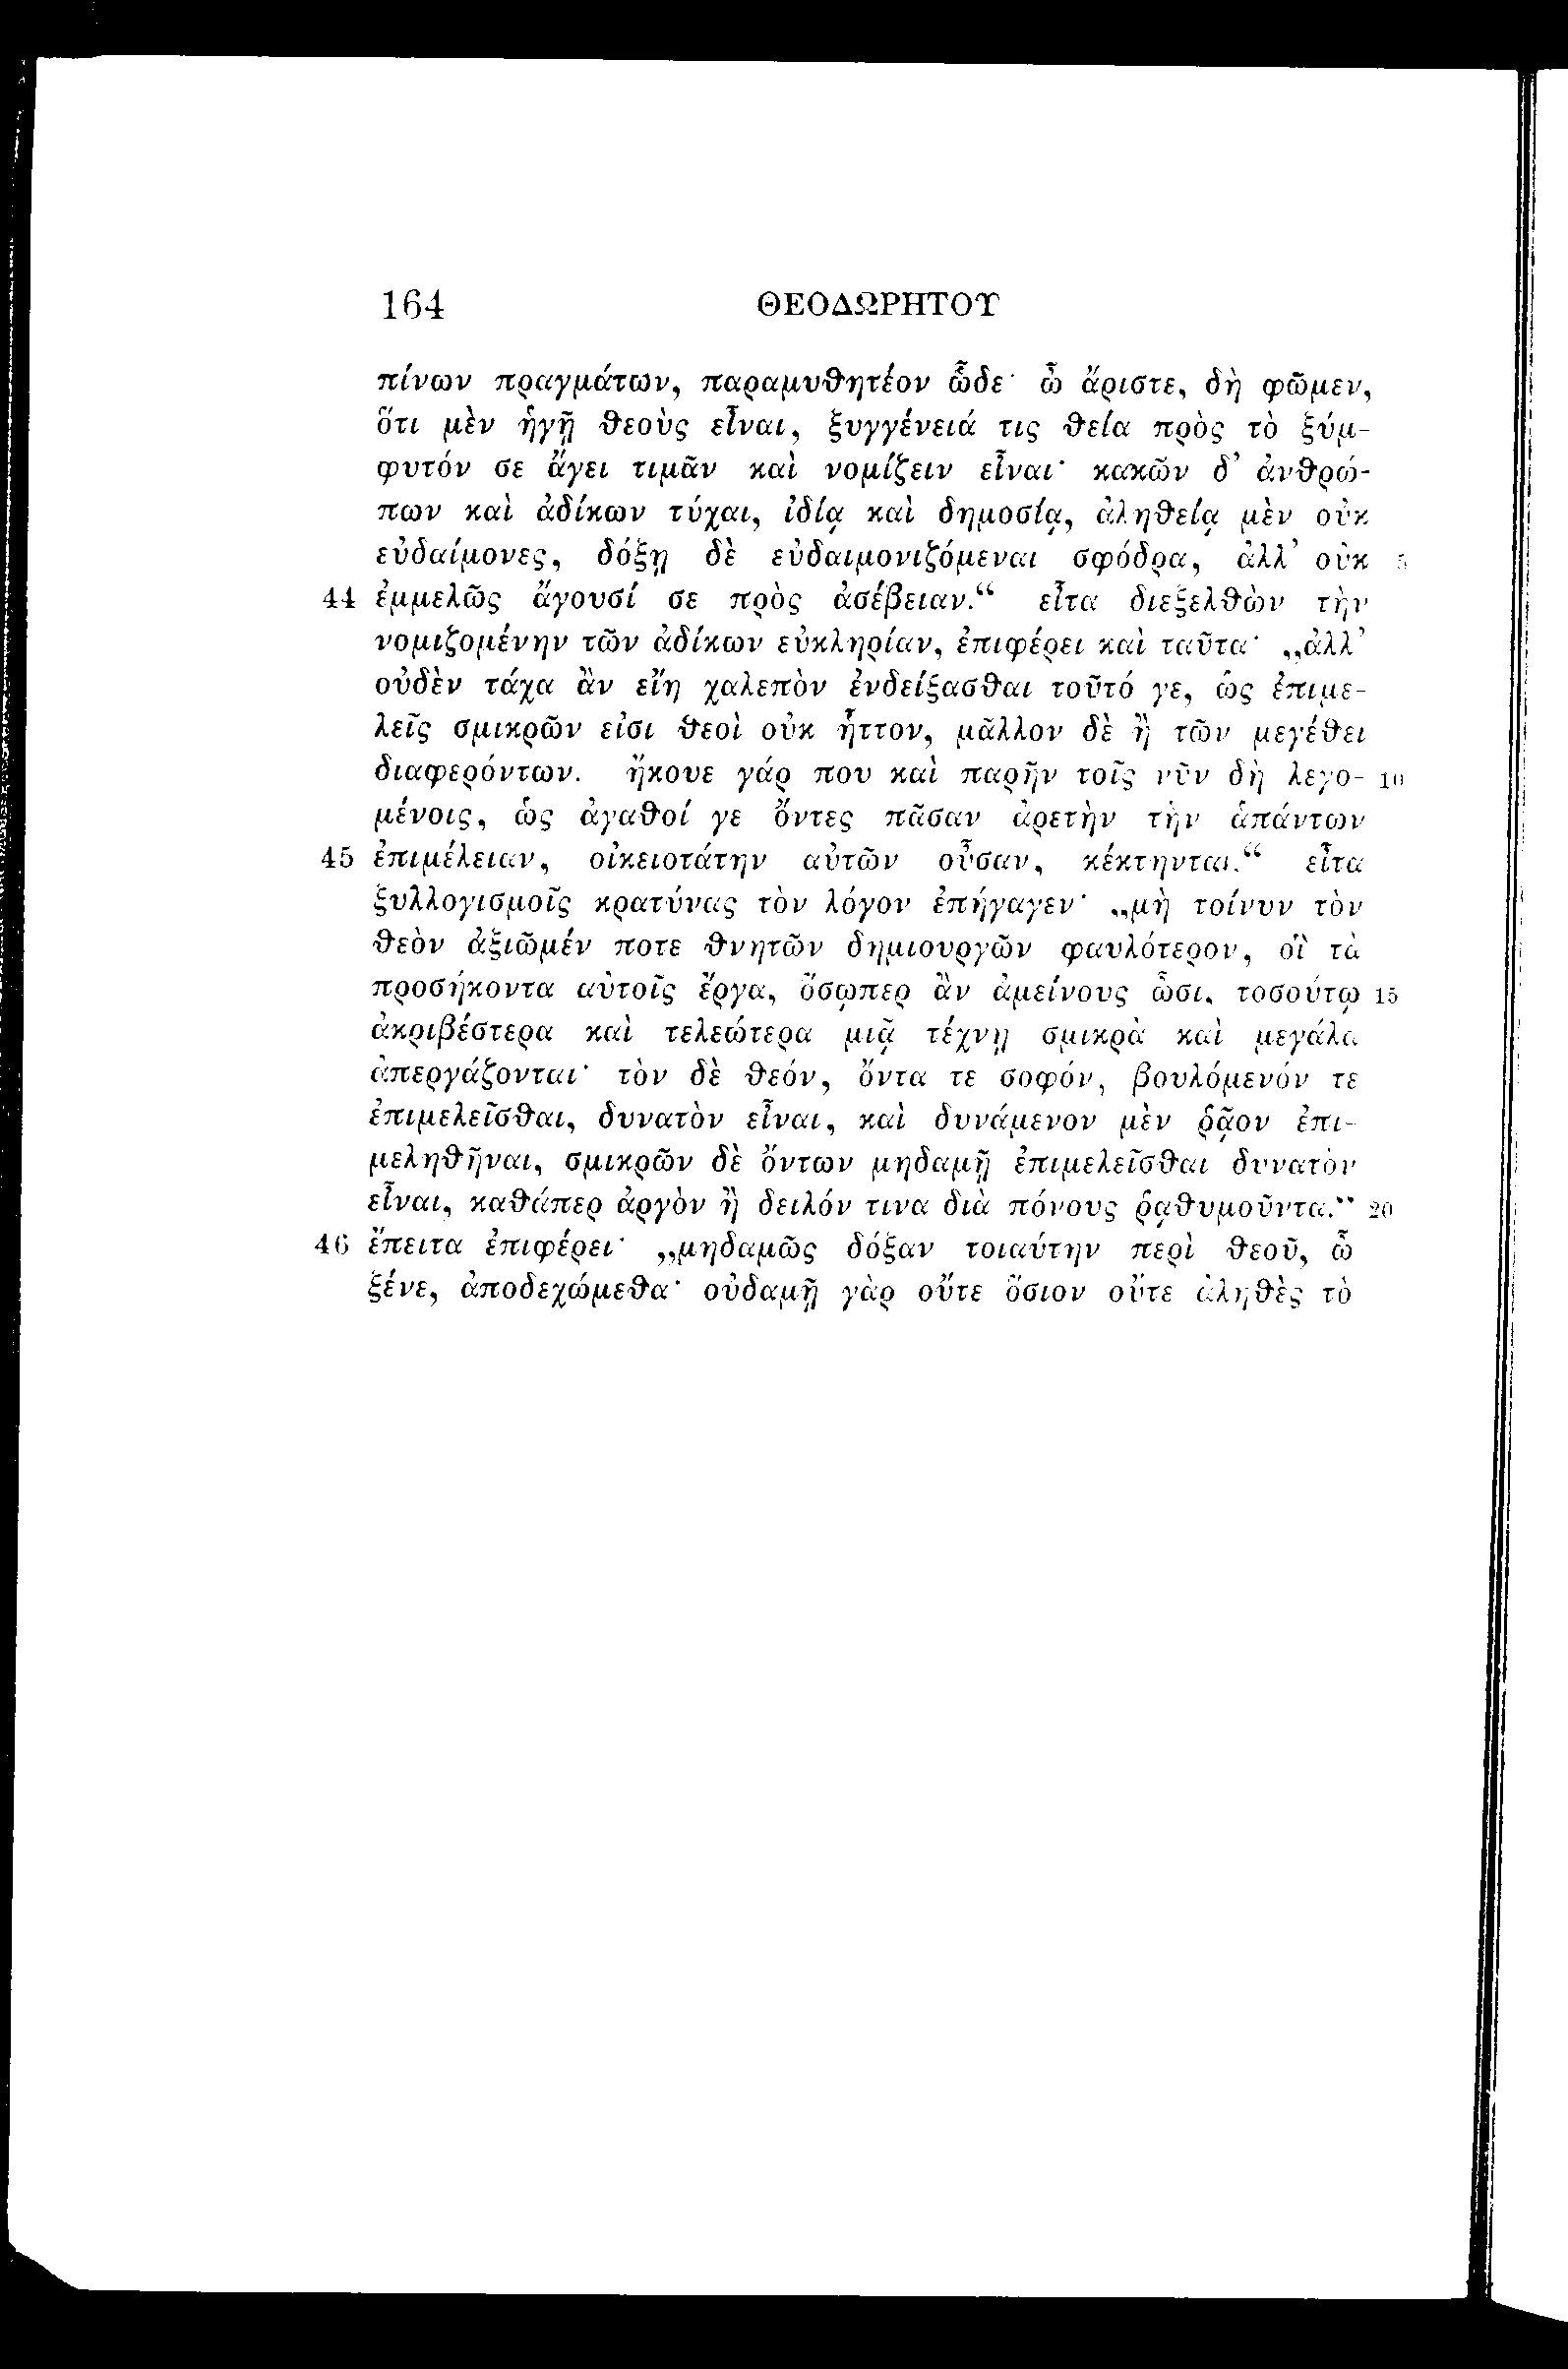 164 ΘΕΟΔΩΡΗΤΟΥ
πίνων πραγμάτων, παραμυθητέον ὧδε· ὦ ἄριστε, δὴ φῶμεν,
ὅτι μὲν ἡγῇ θεοὺς εἶναι, ξυγγένειά τις θεία πρὸς τὸ ξύμ-
φυτόν σε ἄγει τιμᾶν καὶ νομίζειν εἶναι· κακῶν δ’ ἀνθρώ-
πων καὶ ἀδίκων τύχαι, ἰδίᾳ καὶ δημοσίᾳ, ἀληθείᾳ μὲν οὐκ
εὐδαίμονες, δόξῃ δὲ εὐδαιμονιζόμεναι σφόδρα, ἀλλ’ οὐκ 5
44 ἐμμελῶς ἄγουσί σε πρὸς ἀσέβειαν.“ εἶτα διεξελθὼν τὴν
νομιζομένην τῶν ἀδίκων εὐκληρίαν, ἐπιφέρει καὶ ταῦτα· „ἀλλ’
οὐδὲν τάχα ἂν εἴη χαλεπὸν ἐνδείξασθαι τοῦτό γε, ὡς ἐπιμε-
λεῖς σμικρῶν εἰσι θεοὶ οὐκ ἧττον, μᾶλλον δὲ ἢ τῶν μεγέθει
διαφερόντων. ἤκουε γάρ που καὶ παρῆν τοῖς νῦν δὴ λεγο- 10
μένοις, ὡς ἀγαθοί γε ὄντες πᾶσαν ἀρετὴν τὴν ἁπάντων
45 ἐπιμέλειαν, οἰκειοτάτην αὐτῶν οὖσαν, κέκτηνται.“ εἶτα
ξυλλογισμοῖς κρατύνας τὸν λόγον ἐπήγαγεν· „μὴ τοίνυν τὸν
θεὸν ἀξιῶμέν ποτε θνητῶν δημιουργῶν φαυλότερον, οἳ τὰ
προσήκοντα αὐτοῖς ἔργα, ὅσῳπερ ἂν ἀμείνους ὦσι, τοσούτῳ 15
ἀκριβέστερα καὶ τελεώτερα μιᾷ τέχνῃ σμικρὰ καὶ μεγάλα
ἀπεργάζονται· τὸν δὲ θεόν, ὄντα τε σοφόν, βουλόμενόν τε
ἐπιμελεῖσθαι, δυνατὸν εἶναι, καὶ δυνάμενον μὲν ῥᾷον ἐπι-
μεληθῆναι, σμικρῶν δὲ ὄντων μηδαμῇ ἐπιμελεῖσθαι δυνατὸν
εἶναι, καθάπερ ἀργὸν ἢ δειλόν τινα διὰ πόνους ῥᾳθυμοῦντα.“ 20
46 ἔπειτα ἐπιφέρει· „μηδαμῶς δόξαν τοιαύτην περὶ θεοῦ, ὦ
ξένε, ἀποδεχώμεθα· οὐδαμῇ γὰρ οὔτε ὅσιον οὔτε ἀληθὲς τὸ